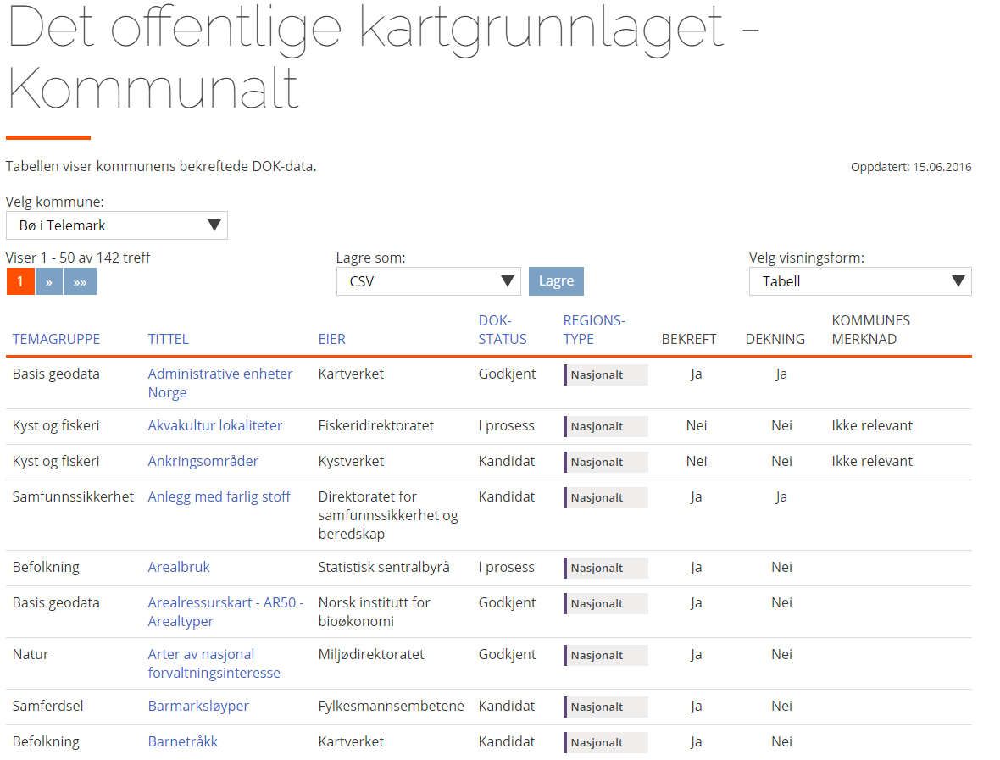 Det offentlige kartgrunnlaget –
Kommunalt
Tabellen viser kommunens bekreftede DOK-data.
Oppdatert: 15.06.2016
Velg kommune:
Bø i Telemark
Viser 1 - 50 av 142 treff
Lagre som:
Velg visningsform:
1 » »»
CSV
Lagre
Tabell
TEMAGRUPPE TITTEL EIER DOK-STATUS REGIONS-TYPE BEKREFT DEKNING KOMMUNES MERKNAD
Basis geodata Administrative enheter Kartverket Godkjent Nasjonalt Ja Ja
Norge
Kyst og fiskeri Akvakultur lokaliteter Fiskeridirektoratet I prosess Nasjonalt Nei Nei Ikke relevant
Kyst og fiskeri Ankringsområder Kystverket Kandidat Nasjonalt Nei Nei Ikke relevant
Samfunnssikkerhet Anlegg med farlig stoff Direktoratet for Kandidat Nasjonalt Ja Ja
samfunnssikkerhet og
beredskap
Befolkning Arealbruk Statistisk sentralbyrå I prosess Nasjonalt Ja Nei
Basis geodata Arealressurskart - AR50 - Norsk institutt for Godkjent Nasjonalt Ja Nei
Arealtyper bioøkonomi
Natur Arter av nasjonal Miljødirektoratet Godkjent Nasjonalt Ja Nei
forvaltningsinteresse
Samferdsel Barmarksløyper Fylkesmannsembetene Kandidat Nasjonalt Ja Nei
Befolkning Barnetråkk Kartverket Kandidat Nasjonalt Ja Nei